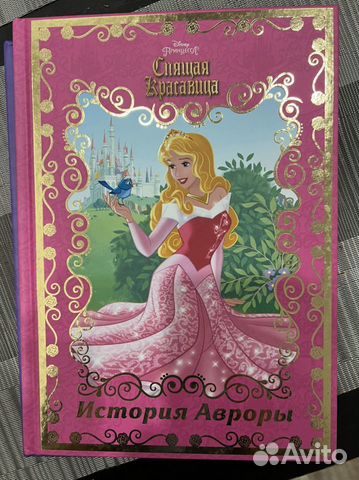 Disney
Принцесса
Спящая
Красавица
История Авроры
Avito